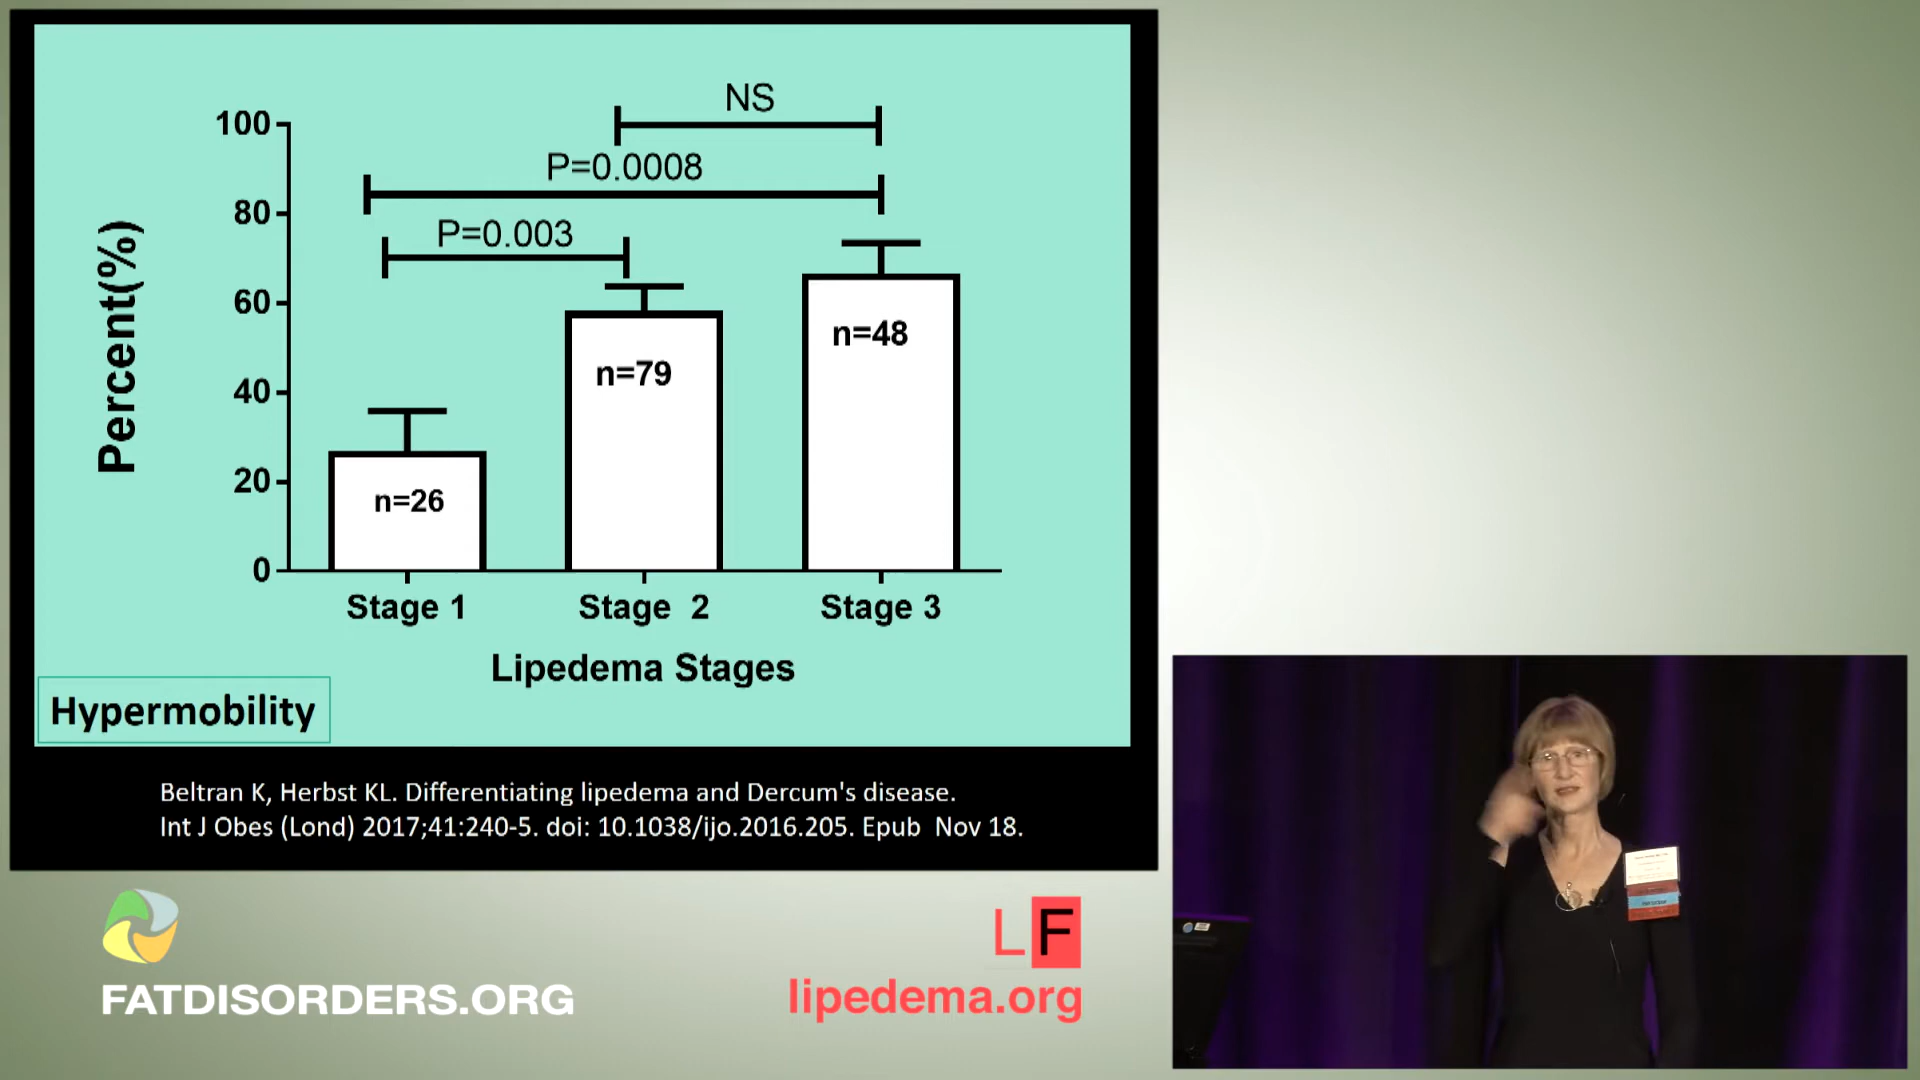 NS
100
P=0.0008
80
P=0.003
60
40
20
0
Percent(%)
n=26
n=79
n=48
Stage 1
Stage  2
Stage 3
Lipedema Stages
Hypermobility
Beltran K, Herbst KL. Differentiating lipedema and Dercum's disease.
Int J Obes (Lond) 2017;41:240-5. doi: 10.1038/ijo.2016.205. Epub  Nov 18.
FATDISORDERS.ORG
LF
lipedema.org